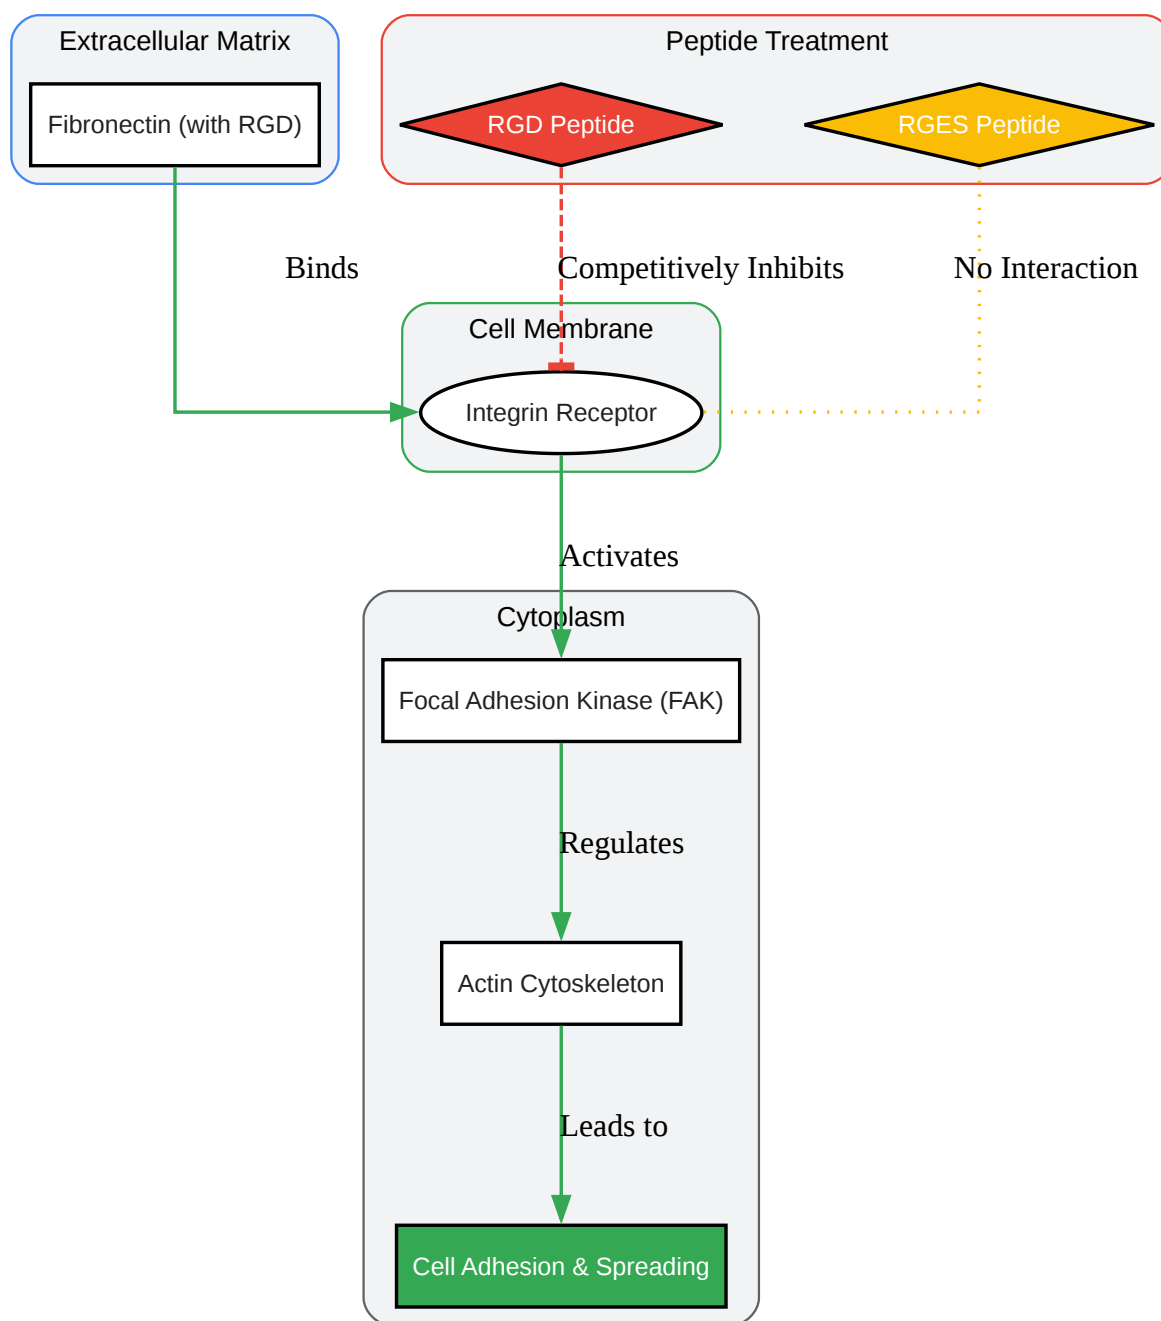 Extracellular Matrix
Peptide Treatment
Fibronectin (with RGD)
RGD Peptide
RGES Peptide
Binds
Competitively Inhibits
No Interaction
Cell Membrane
Integrin Receptor
Activates
Cytoplasm
Focal Adhesion Kinase (FAK)
Regulates
Actin Cytoskeleton
Leads to
Cell Adhesion & Spreading